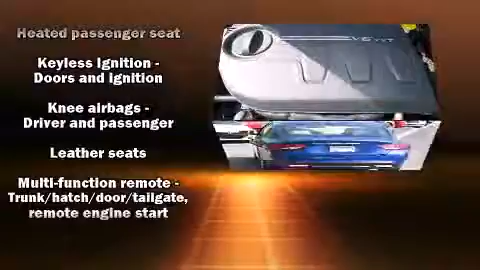 Heated passenger seat
Keyless Ignition -
Doors and ignition
Knee airbags -
Driver and passenger
Leather seats
Multi-function remote -
Trunk/hatch/door/tailgate,
remote engine start